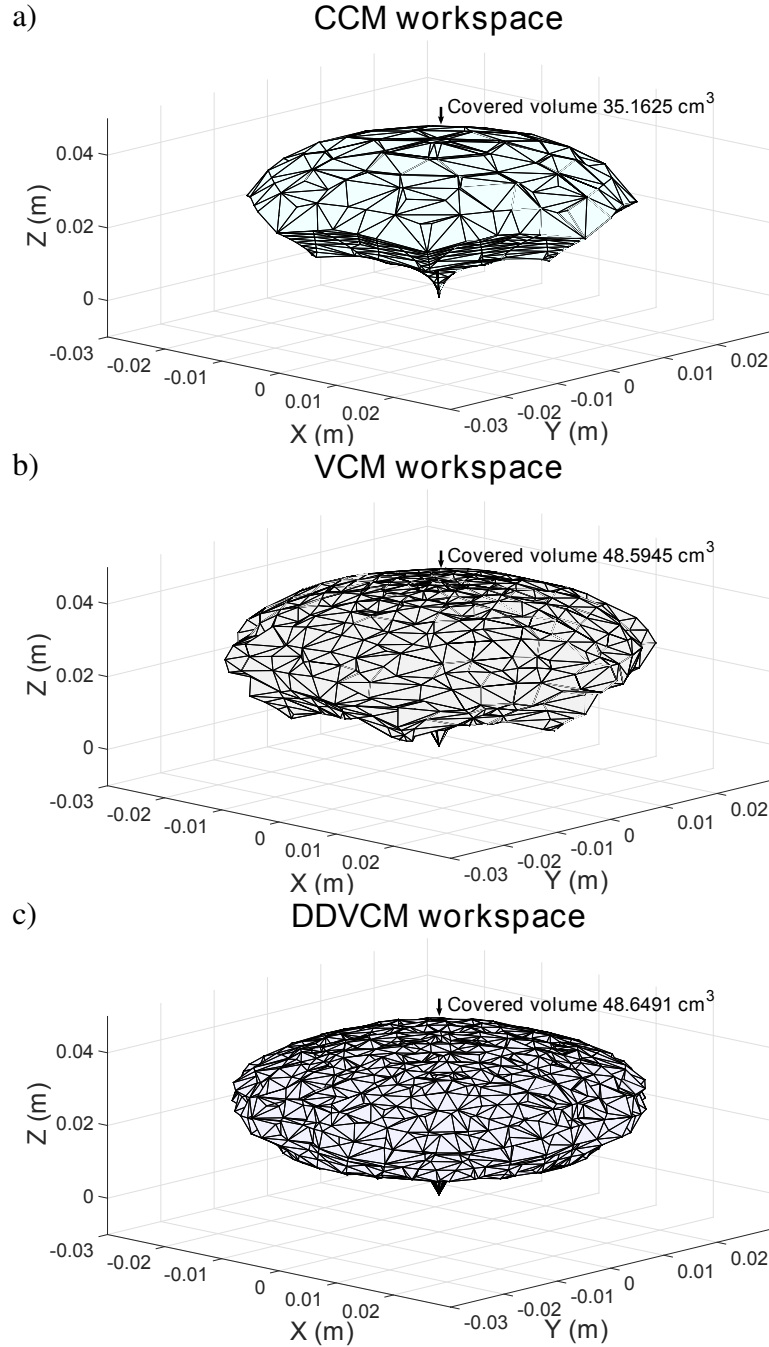 a)
CCM workspace
Covered volume 35.1625 cm³
0.04
0.02
0
Z (m)
-0.03
-0.02
-0.01
0
0.01
0.02
X (m)
-0.03
-0.02
-0.01
0
0.01
0.02
Y (m)
b)
VCM workspace
Covered volume 48.5945 cm³
0.04
0.02
0
Z (m)
-0.03
-0.02
-0.01
0
0.01
0.02
X (m)
-0.03
-0.02
-0.01
0
0.01
0.02
Y (m)
c)
DDVCM workspace
Covered volume 48.6491 cm³
0.04
0.02
0
Z (m)
-0.03
-0.02
-0.01
0
0.01
0.02
X (m)
-0.03
-0.02
-0.01
0
0.01
0.02
Y (m)